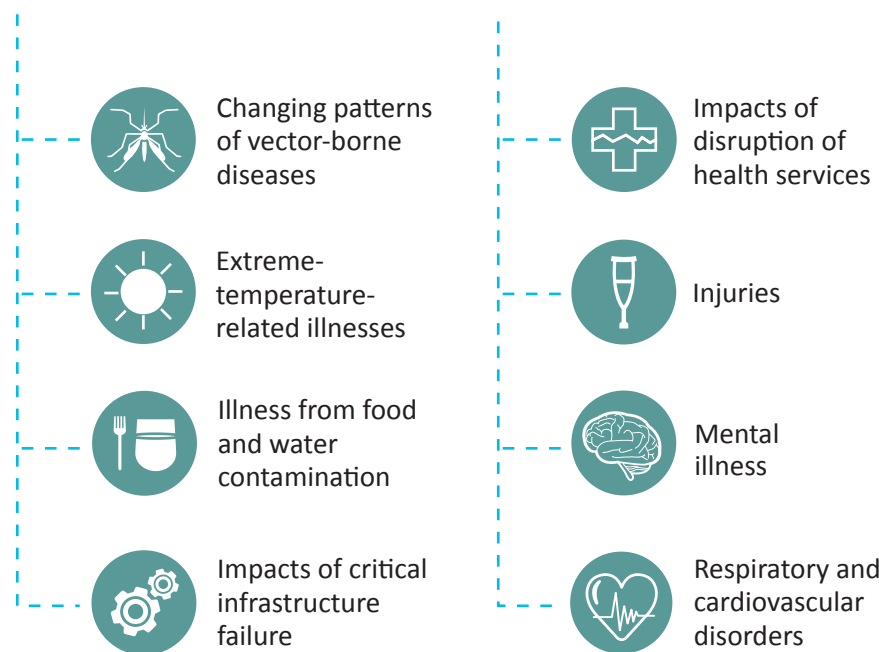 Changing patterns
of vector-borne
diseases
Extreme-
temperature-
related illnesses
Illness from food
and water
contamination
Impacts of critical
infrastructure
failure
Impacts of
disruption of
health services
Injuries
Mental
illness
Respiratory and
cardiovascular
disorders